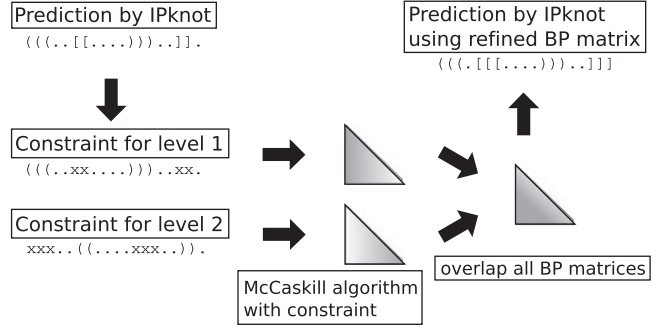 Prediction by IPknot
(((..[[....)))..]].
Constraint for level 1
(((..xx....)))..xx.
Constraint for level 2
xxx..((....xxx..)).
McCaskill algorithm
with constraint
overlap all BP matrices
Prediction by IPknot
using refined BP matrix
(((.[[[....)))..]]]